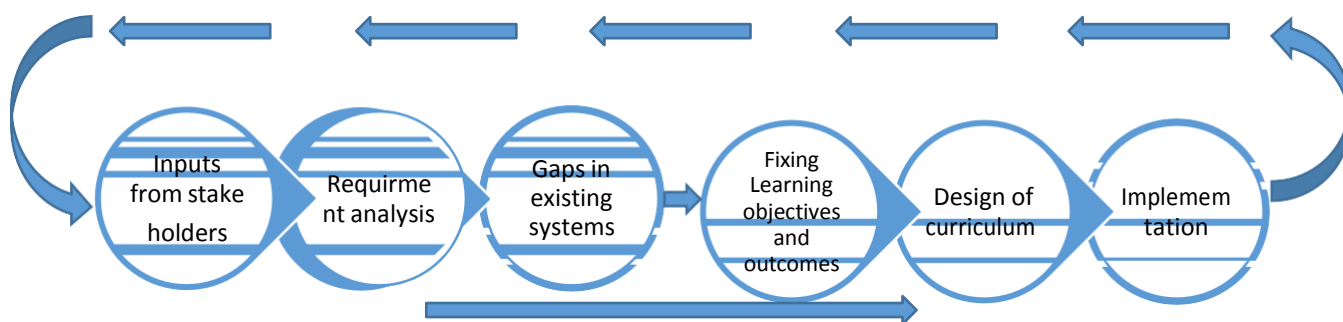 Inputs
from stake
holders
Requirme
nt analysis
Gaps in
existing
systems
Fixing
Learning
objectives
and
outcomes
Design of
curriculum
Implemem
tation